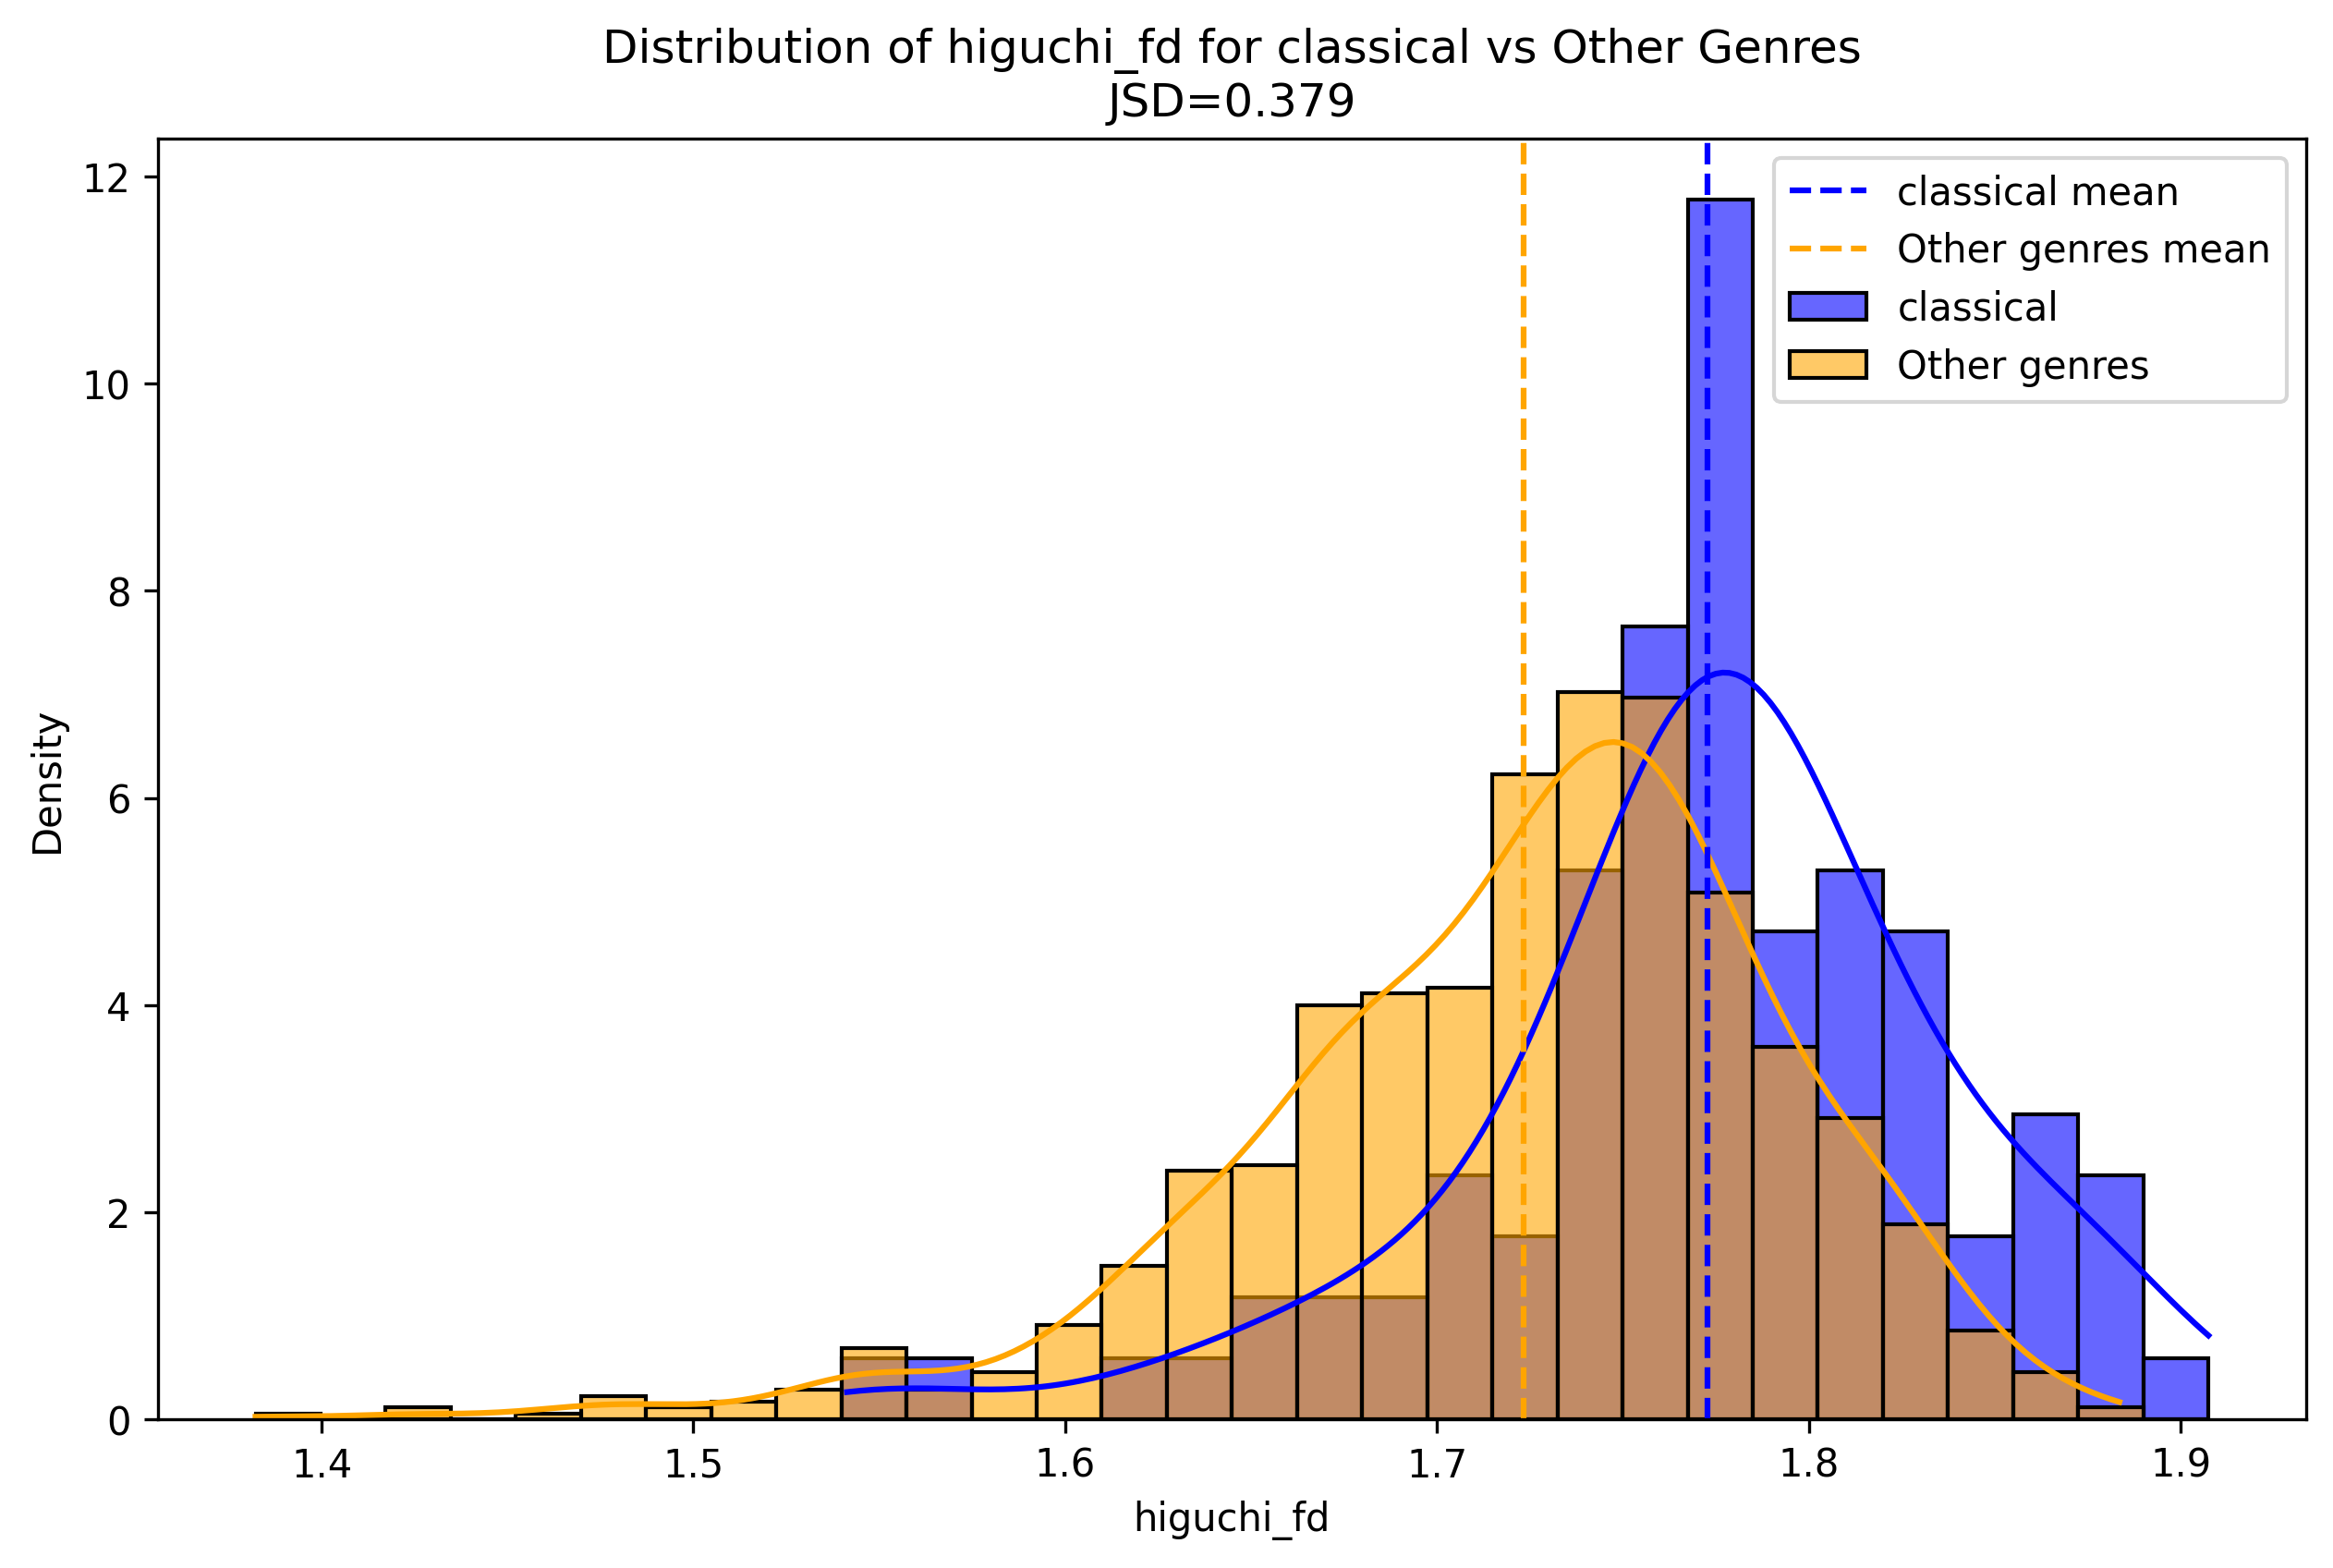 Distribution of higuchi_fd for classical vs Other Genres
JSD=0.379
classical mean
Other genres mean
classical
Other genres
Density
12
10
8
6
4
2
0
1.4
1.5
1.6
1.7
1.8
1.9
higuchi_fd